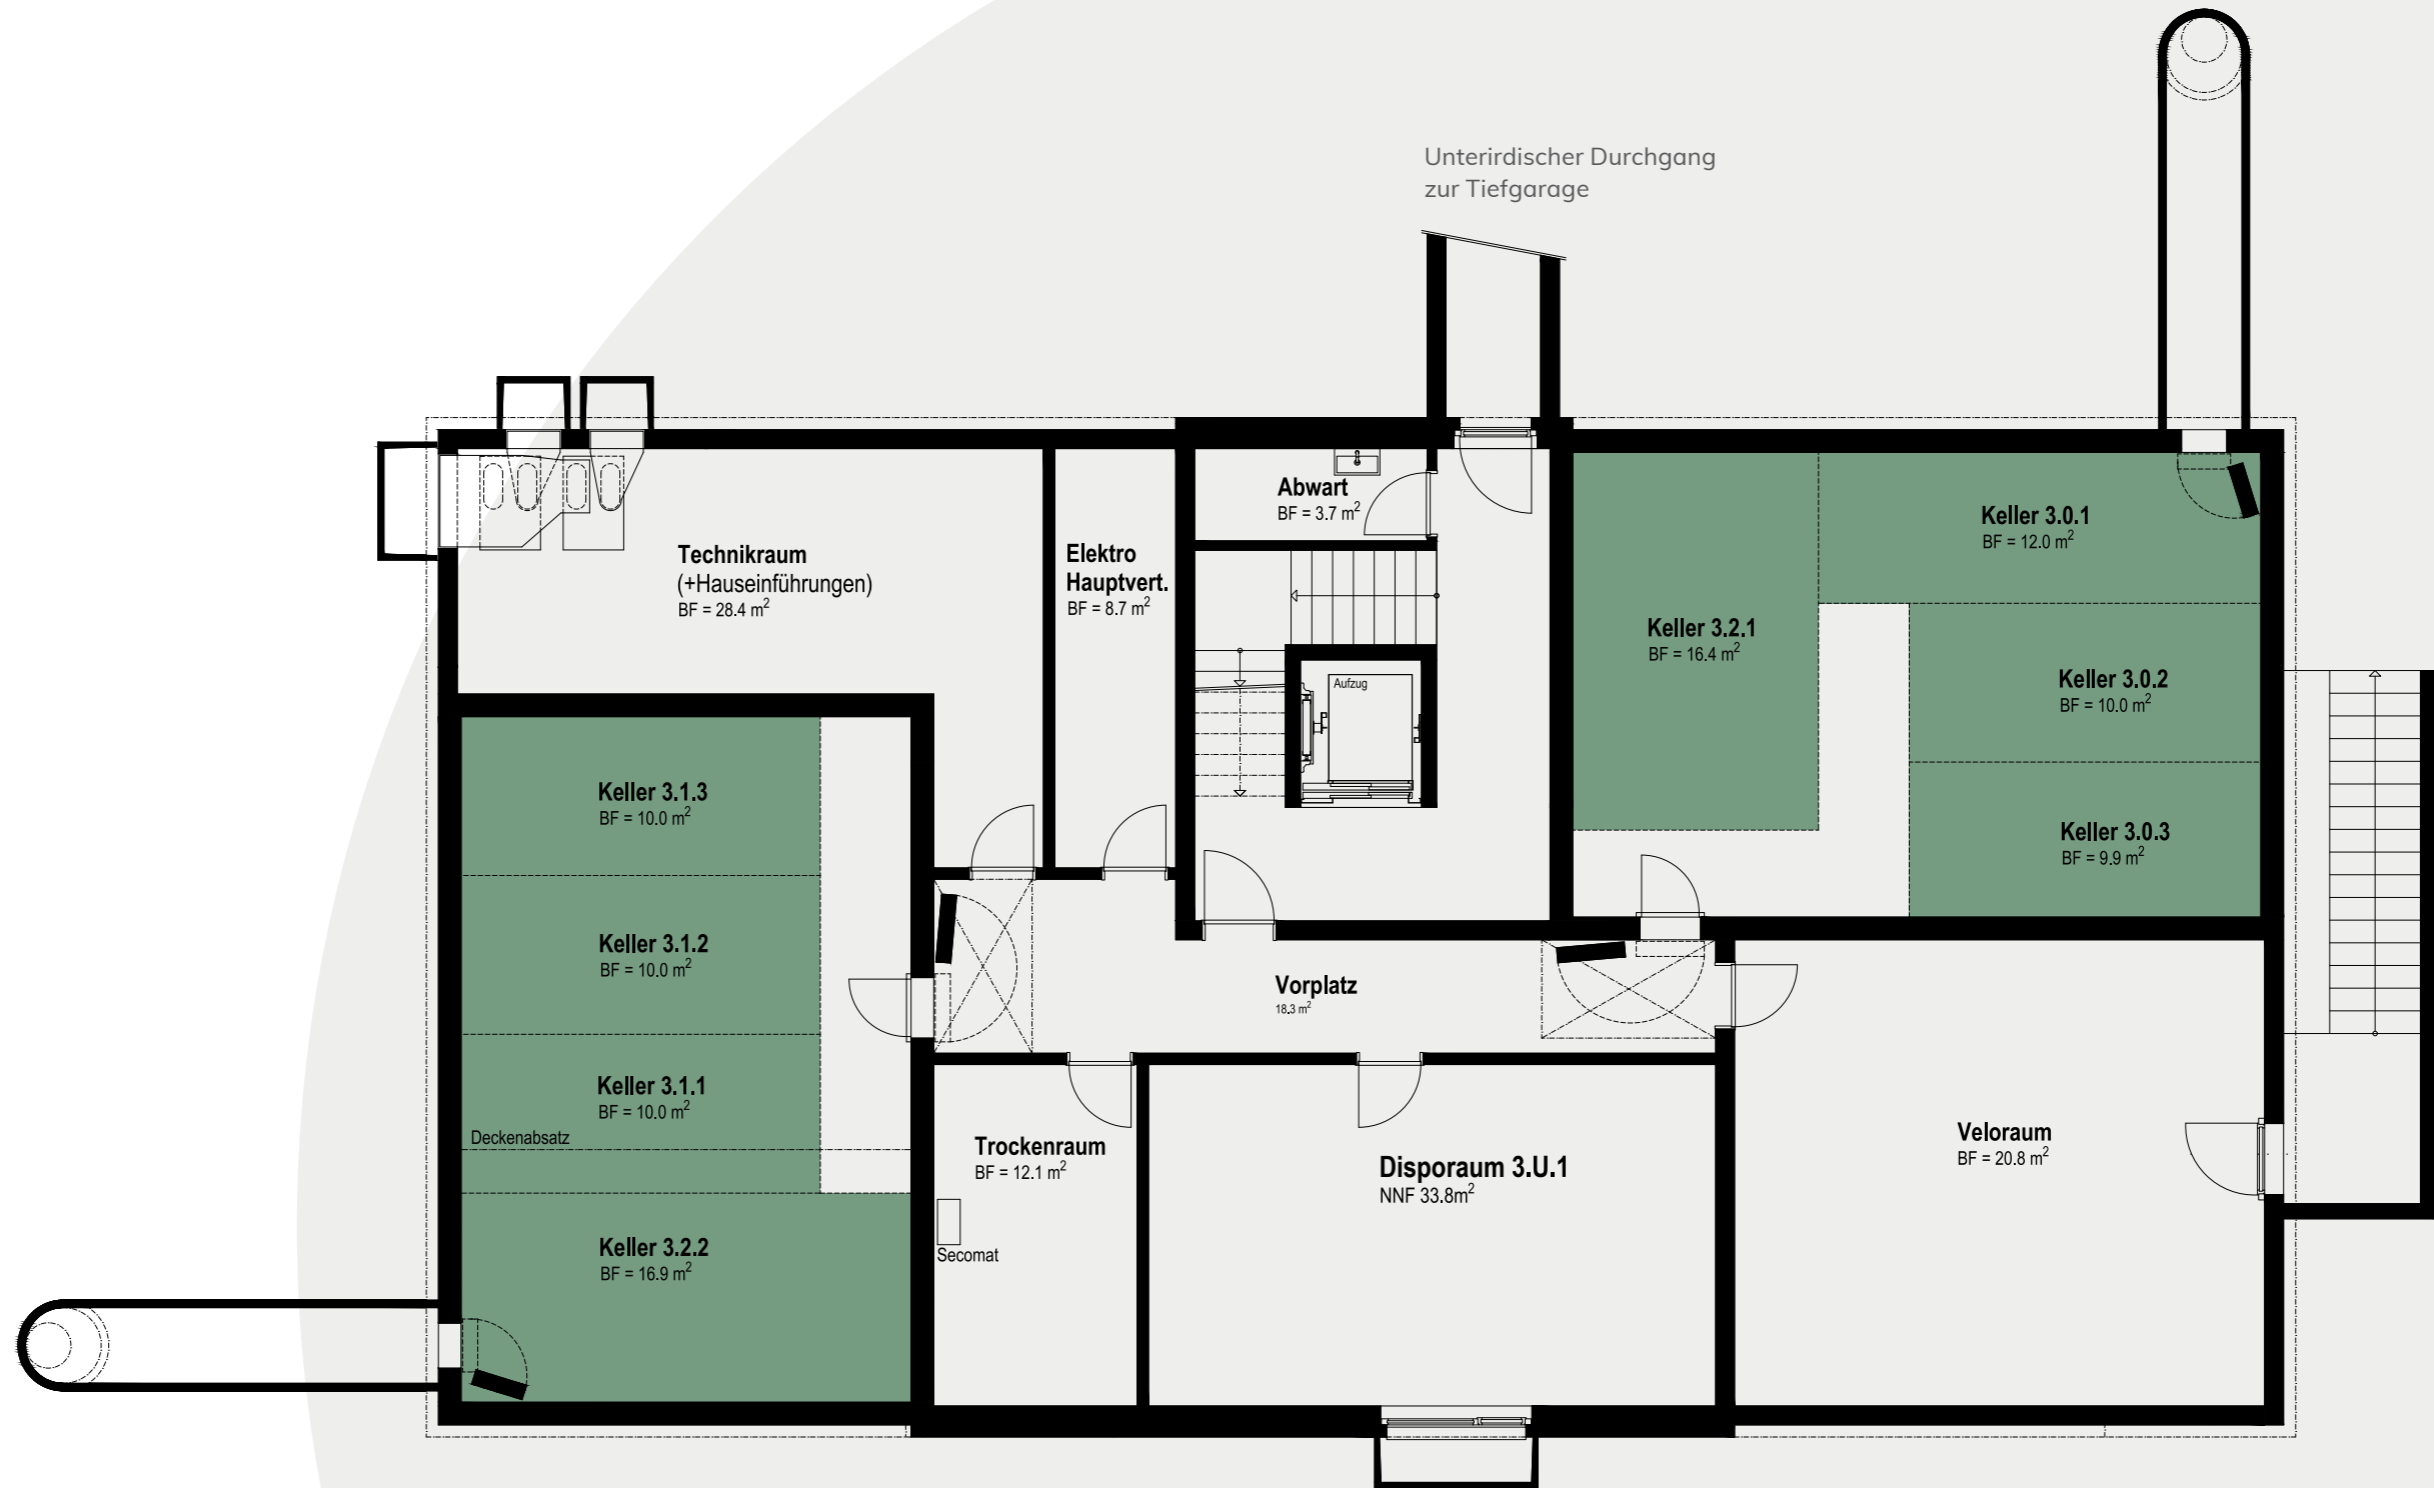 Unterirdischer Durchgang
zur Tiefgarage
Abwart
BF = 3.7 m²
Technikraum
(+Hauseinführungen)
BF = 28.4 m²
Elektro
Hauptvert.
BF = 8.7 m²
Aufzug
Keller 3.0.1
BF = 12.0 m²
Keller 3.2.1
BF = 16.4 m²
Keller 3.0.2
BF = 10.0 m²
Keller 3.0.3
BF = 9.9 m²
Keller 3.1.3
BF = 10.0 m²
Keller 3.1.2
BF = 10.0 m²
Keller 3.1.1
BF = 10.0 m²
Deckenabsatz
Keller 3.2.2
BF = 16.9 m²
Vorplatz
18.3 m²
Trockenraum
BF = 12.1 m²
Secomat
Disporaum 3.U.1
NNF 33.8m²
Veloraum
BF = 20.8 m²